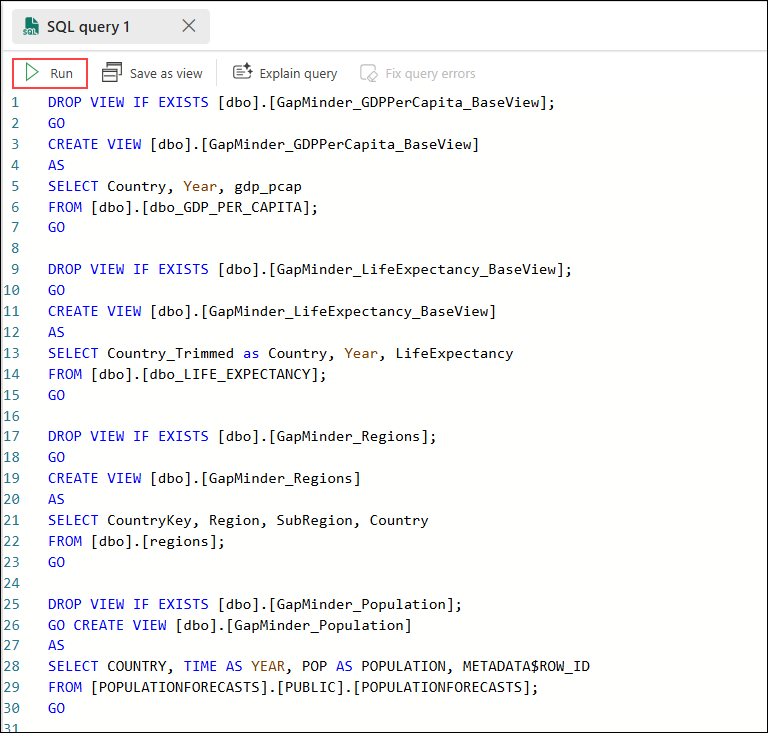 SQL query 1
Run Save as view Explain query Fix query errors
1 DROP VIEW IF EXISTS [dbo].[GapMinder_GDPPerCapita_BaseView];
2 GO
3 CREATE VIEW [dbo].[GapMinder_GDPPerCapita_BaseView]
4 AS
5 SELECT Country, Year, gdp_pcap
6 FROM [dbo].[dbo_GDP_PER_CAPITA];
7 GO
8
9 DROP VIEW IF EXISTS [dbo].[GapMinder_LifeExpectancy_BaseView];
10 GO
11 CREATE VIEW [dbo].[GapMinder_LifeExpectancy_BaseView]
12 AS
13 SELECT Country_Trimmed as Country, Year, LifeExpectancy
14 FROM [dbo].[dbo_LIFE_EXPECTANCY];
15 GO
16
17 DROP VIEW IF EXISTS [dbo].[GapMinder_Regions];
18 GO
19 CREATE VIEW [dbo].[GapMinder_Regions]
20 AS
21 SELECT CountryKey, Region, SubRegion, Country
22 FROM [dbo].[regions];
23 GO
24
25 DROP VIEW IF EXISTS [dbo].[GapMinder_Population];
26 GO CREATE VIEW [dbo].[GapMinder_Population]
27 AS
28 SELECT COUNTRY, TIME AS YEAR, POP AS POPULATION, METADATA$ROW_ID
29 FROM [POPULATIONFORECASTS].[PUBLIC].[POPULATIONFORECASTS];
30 GO
31